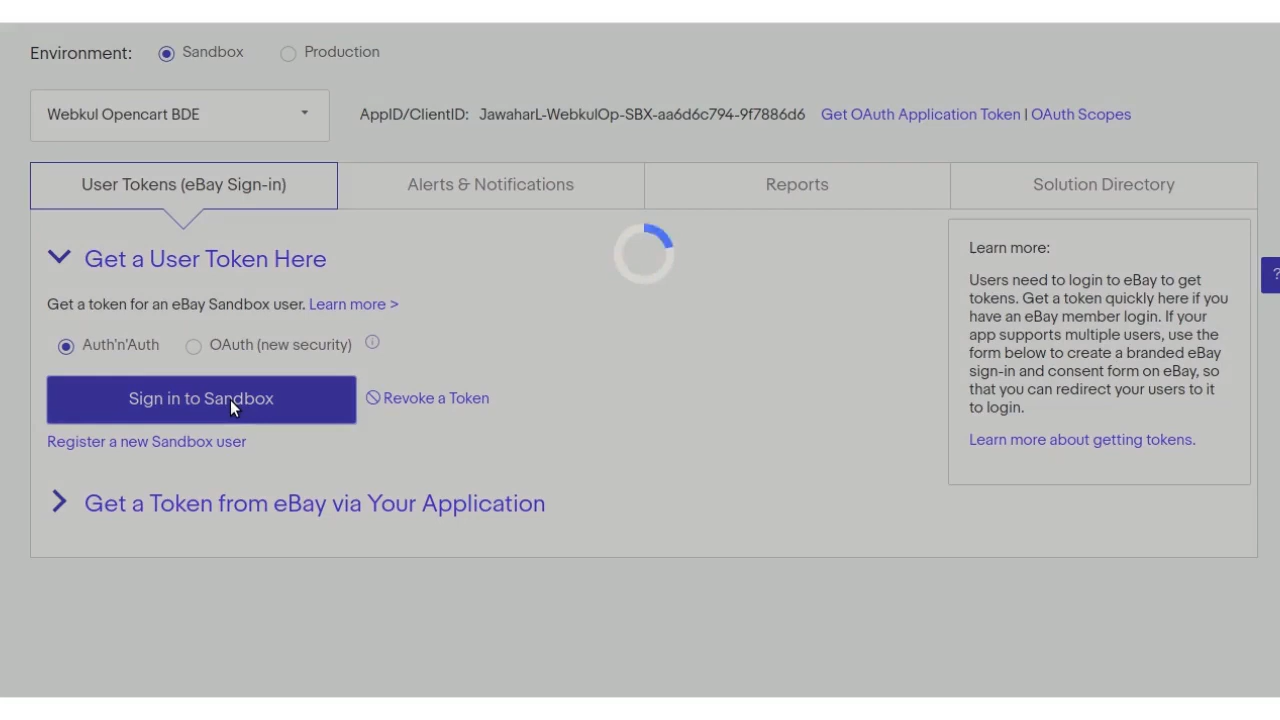 Environment: Sandbox Production
Webkul Opencart BDE AppID/ClientID: JawaharL-WebkulOp-SBX-aa6d6c794-9f7886d6 Get OAuth Application Token | OAuth Scopes
User Tokens (eBay Sign-in) Alerts & Notifications Reports Solution Directory
Get a User Token Here
Get a token for an eBay Sandbox user. Learn more >
Auth'n'Auth OAuth (new security)
Sign in to Sandbox Revoke a Token
Register a new Sandbox user
Get a Token from eBay via Your Application
Learn more:
Users need to login to eBay to get
tokens. Get a token quickly here if you
have an eBay member login. If your
app supports multiple users, use the
form below to create a branded eBay
sign-in and consent form on eBay, so
that you can redirect your users to it
to login.
Learn more about getting tokens.
?